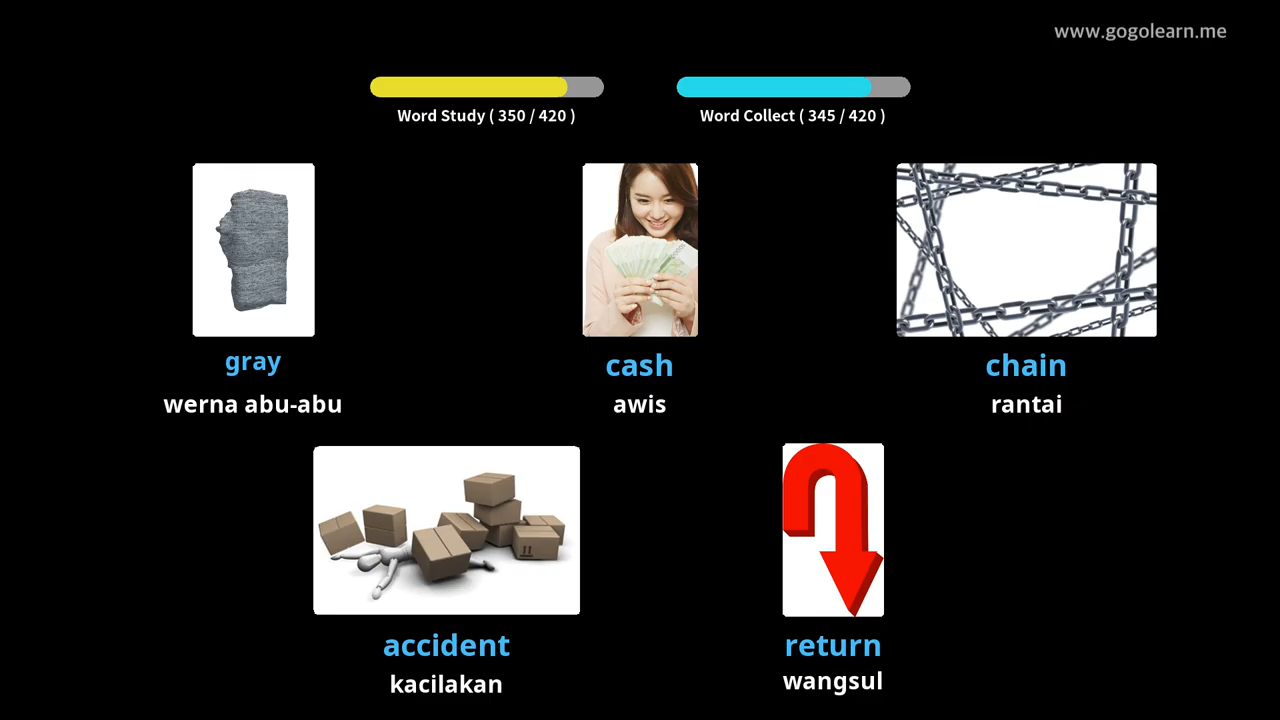 www.gogolearn.me
Word Study ( 350 / 420 )
Word Collect ( 345 / 420 )
gray
werna abu-abu
cash
awis
chain
rantai
accident
kacilakan
return
wangsul